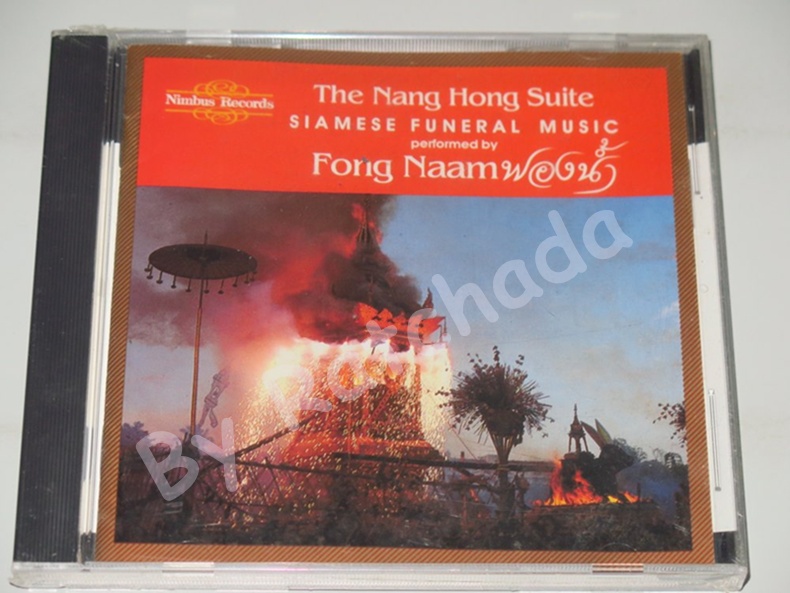 Nimbus Records
The Nang Hong Suite
SIAMESE FUNERAL MUSIC
performed by
Fong Naam ฟองน้ำ
By Ratchada